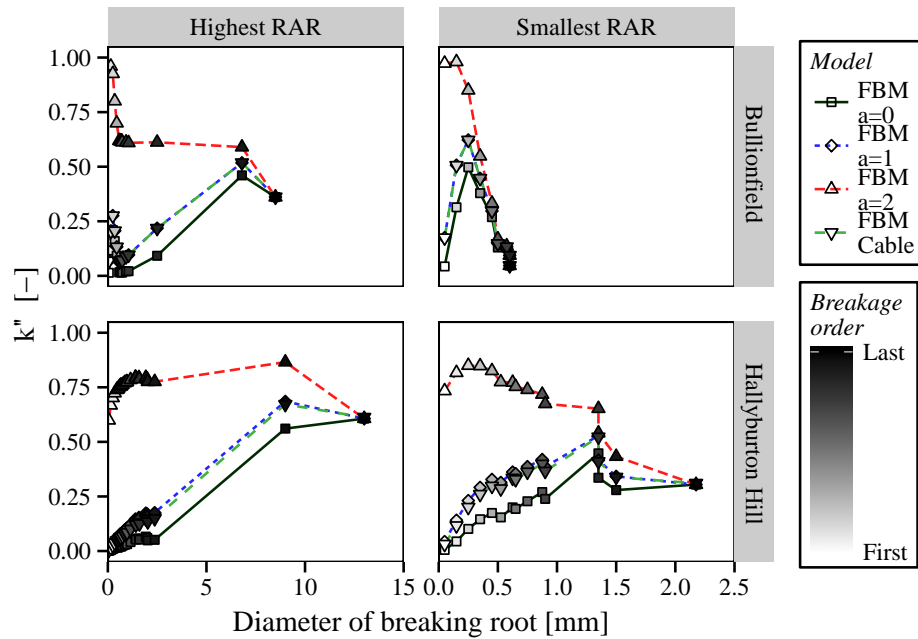 Highest RAR
Smallest RAR
1.00
0.75
0.50
0.25
0.00
Bullionfield
1.00
0.75
0.50
0.25
0.00
Hallyburton Hill
k" [−]
0
5
10
15
0
0.5
1.0
1.5
2.0
2.5
Diameter of breaking root [mm]
Model
FBM
a=0
FBM
a=1
FBM
a=2
FBM
Cable
Breakage
order
Last
First